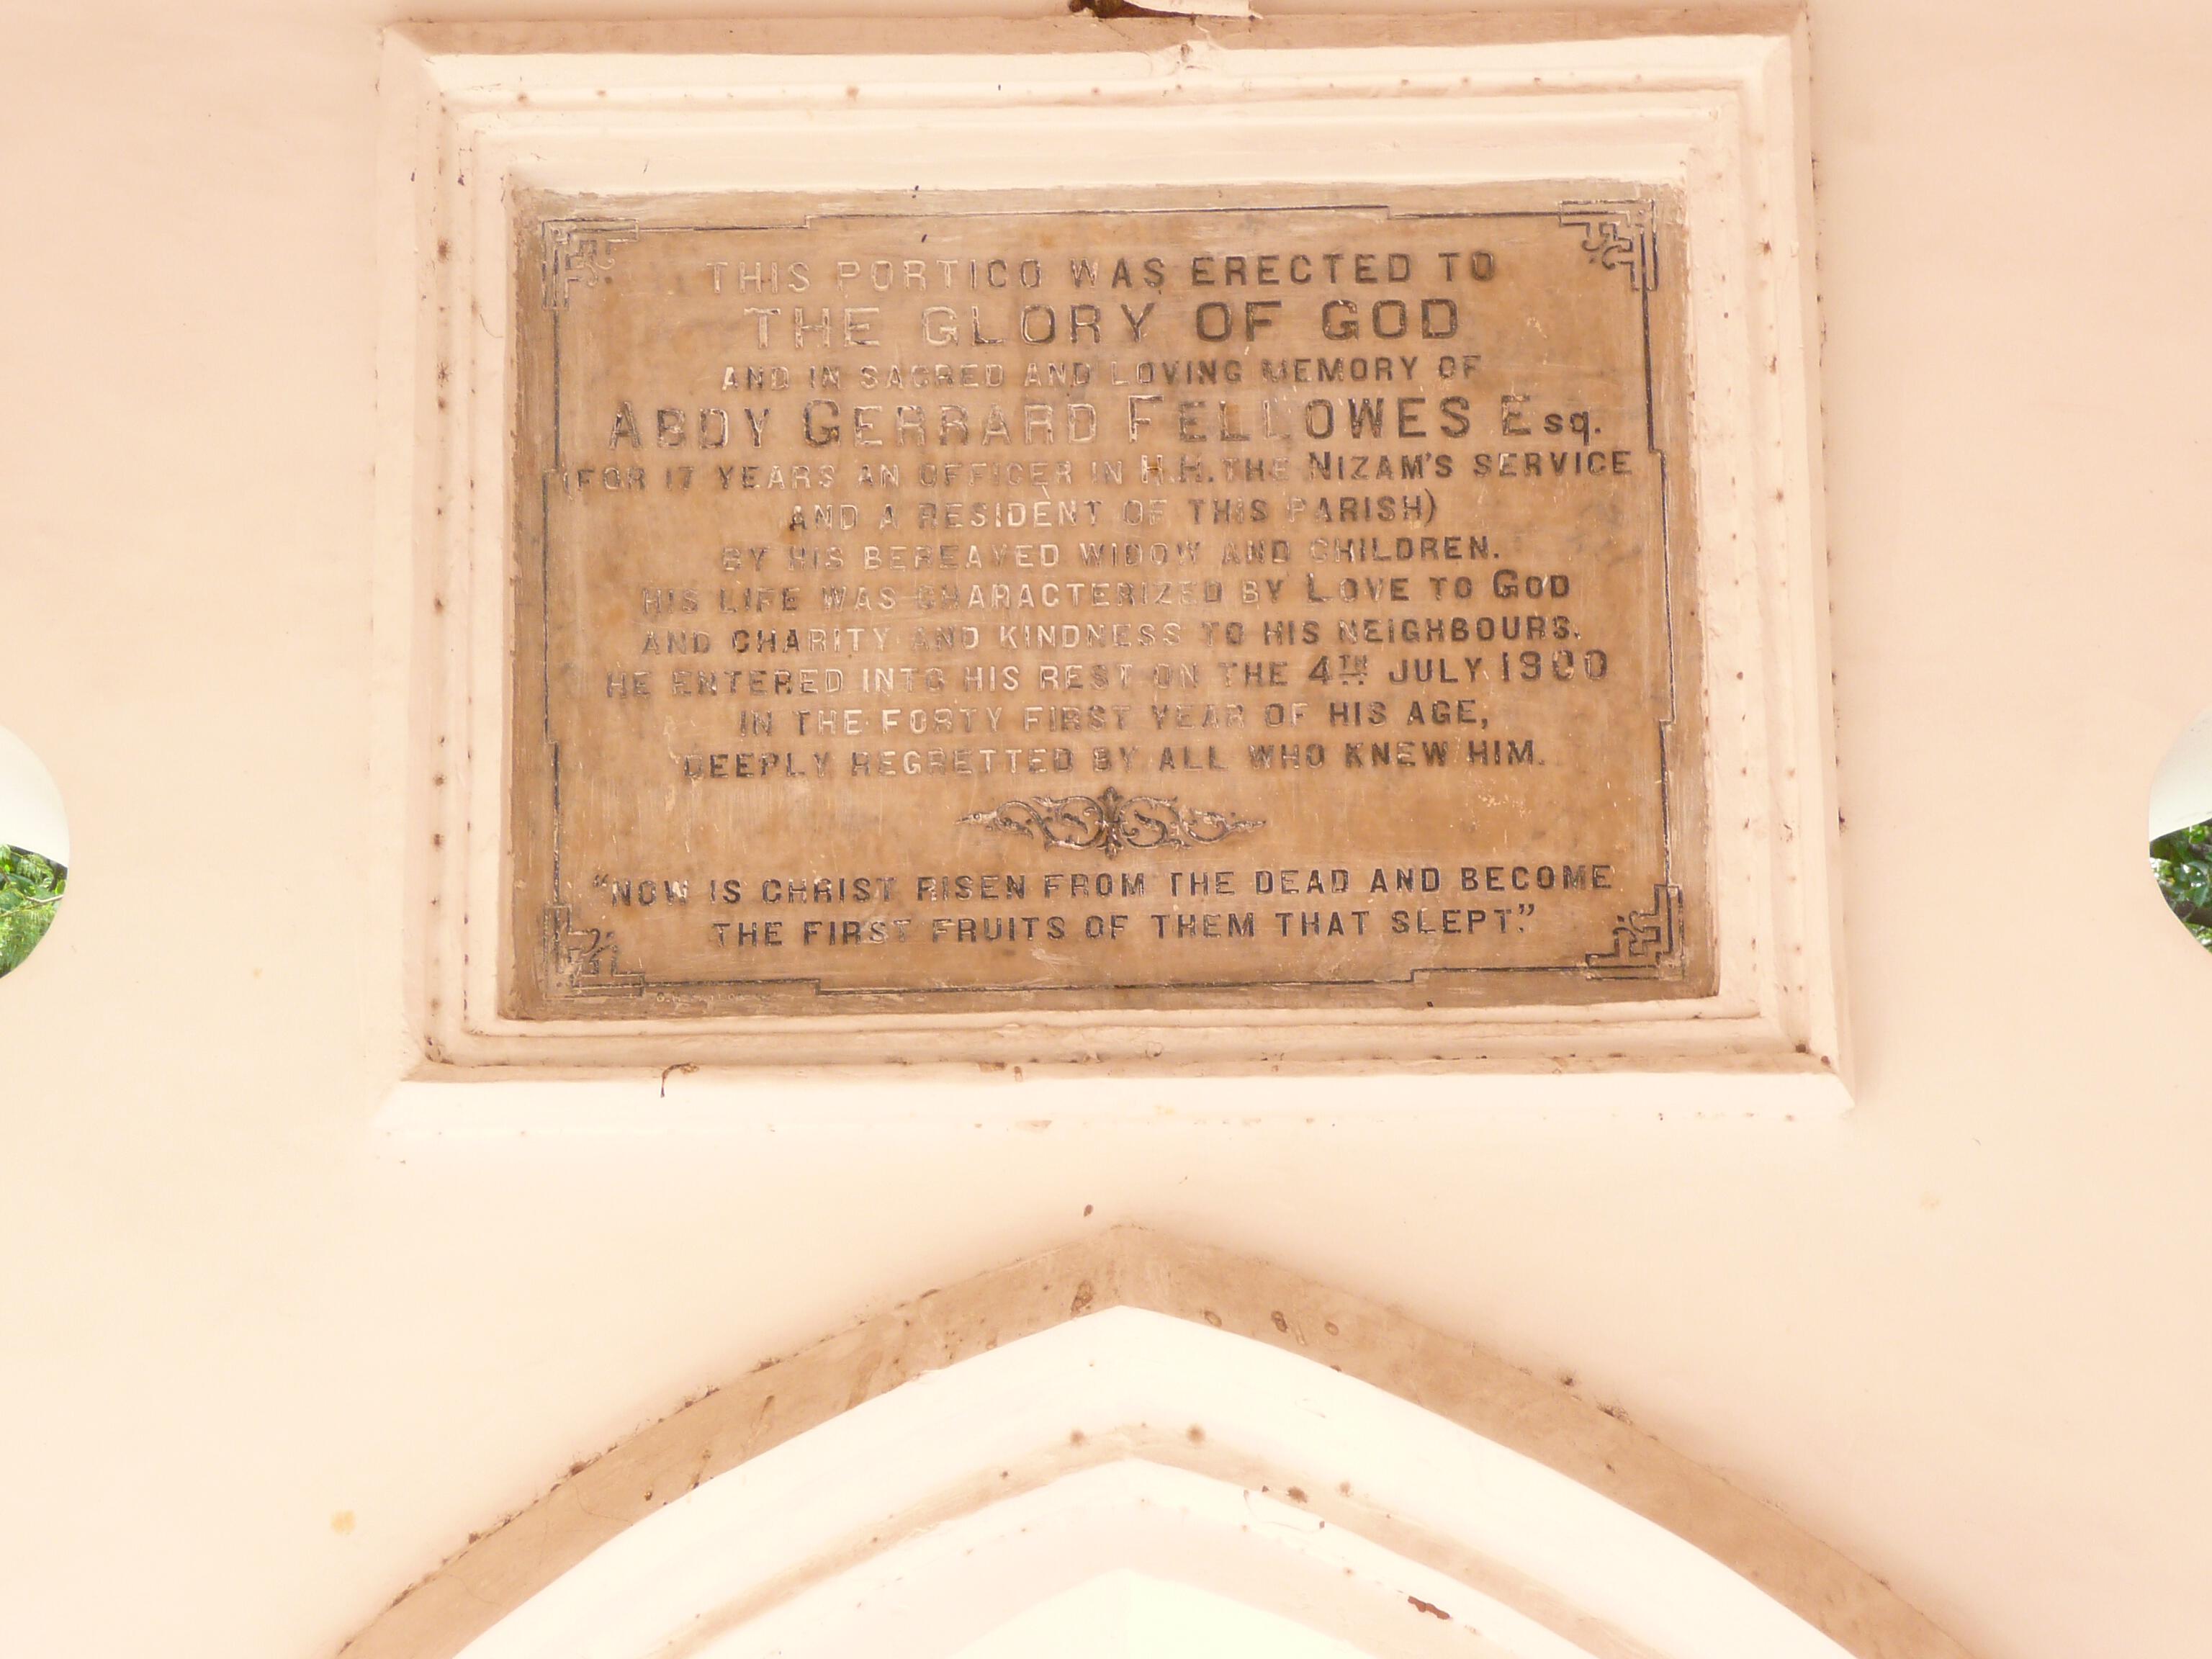 THIS PORTICO WAS ERECTED TO
THE GLORY OF GOD
AND IN SACRED AND LOVING MEMORY OF
ABDY GERRARD FELLOWES Esq.
(FOR 17 YEARS AN OFFICER IN H.H. THE NIZAM'S SERVICE
AND A RESIDENT OF THIS PARISH)
BY HIS BEREAVED WIDOW AND CHILDREN.
HIS LIFE WAS CHARACTERIZED BY LOVE TO GOD
AND CHARITY AND KINDNESS TO HIS NEIGHBOURS.
HE ENTERED INTO HIS REST ON THE 4TH JULY 1900
IN THE FORTY FIRST YEAR OF HIS AGE,
DEEPLY REGRETTED BY ALL WHO KNEW HIM.
"NOW IS CHRIST RISEN FROM THE DEAD AND BECOME
THE FIRST FRUITS OF THEM THAT SLEPT."